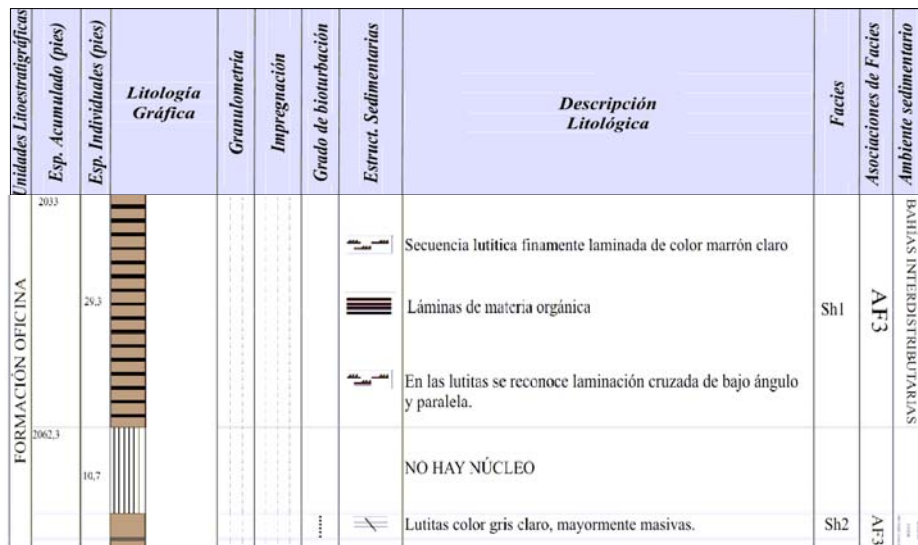 Unidades Litoestratigráficas
Esp. Acumulado (pies)
Esp. Individuales (pies)
Litología
Gráfica
Granulometría
Impregnación
Grado de bioturbación
Estruct. Sedimentarias
Descripción
Litológica
Facies
Asociaciones de Facies
Ambiente sedimentario
FORMACIÓN OFICINA
2033
29,3
Secuencia lutitica finamente laminada de color marrón claro
Láminas de materia orgánica
En las lutitas se reconoce laminación cruzada de bajo ángulo
y paralela.
Sh1
AF3
BAHÍAS INTERDISTRIBUTARIAS
2062,3
10,7
NO HAY NÚCLEO
Lutitas color gris claro, mayormente masivas.
Sh2
AF3